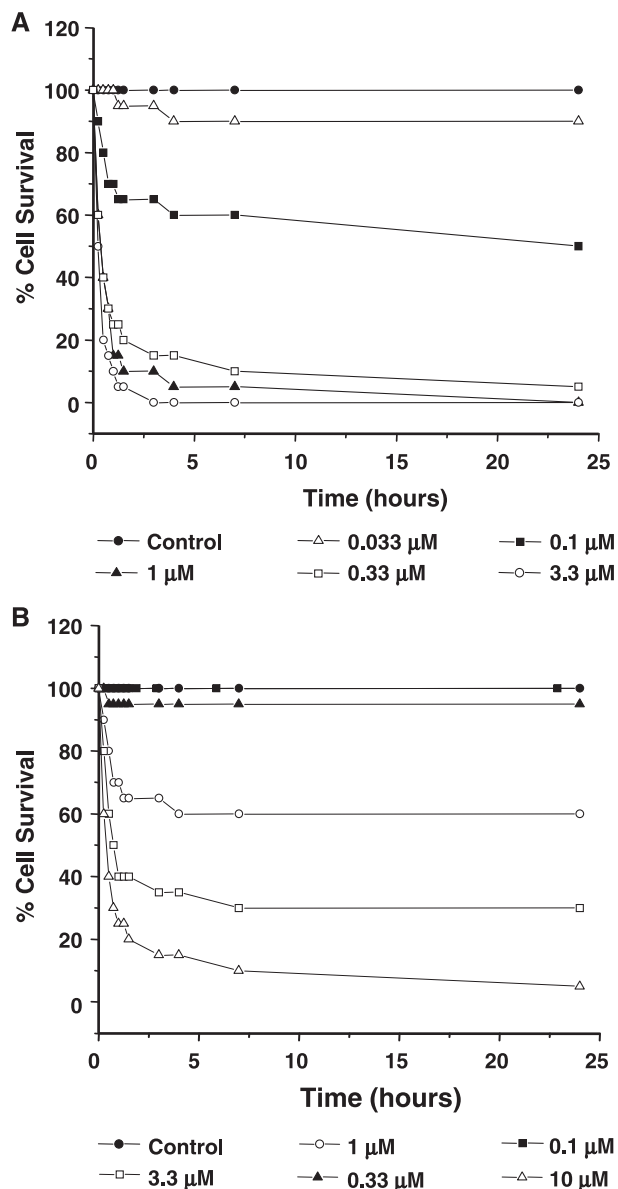 A
120
100
80
60
40
20
0
% Cell Survival
0 5 10 15 20 25
Time (hours)
Control 0.033 µM 0.1 µM
1 µM 0.33 µM 3.3 µM
B
120
100
80
60
40
20
0
% Cell Survival
0 5 10 15 20 25
Time (hours)
Control 1 µM 0.1 µM
3.3 µM 0.33 µM 10 µM